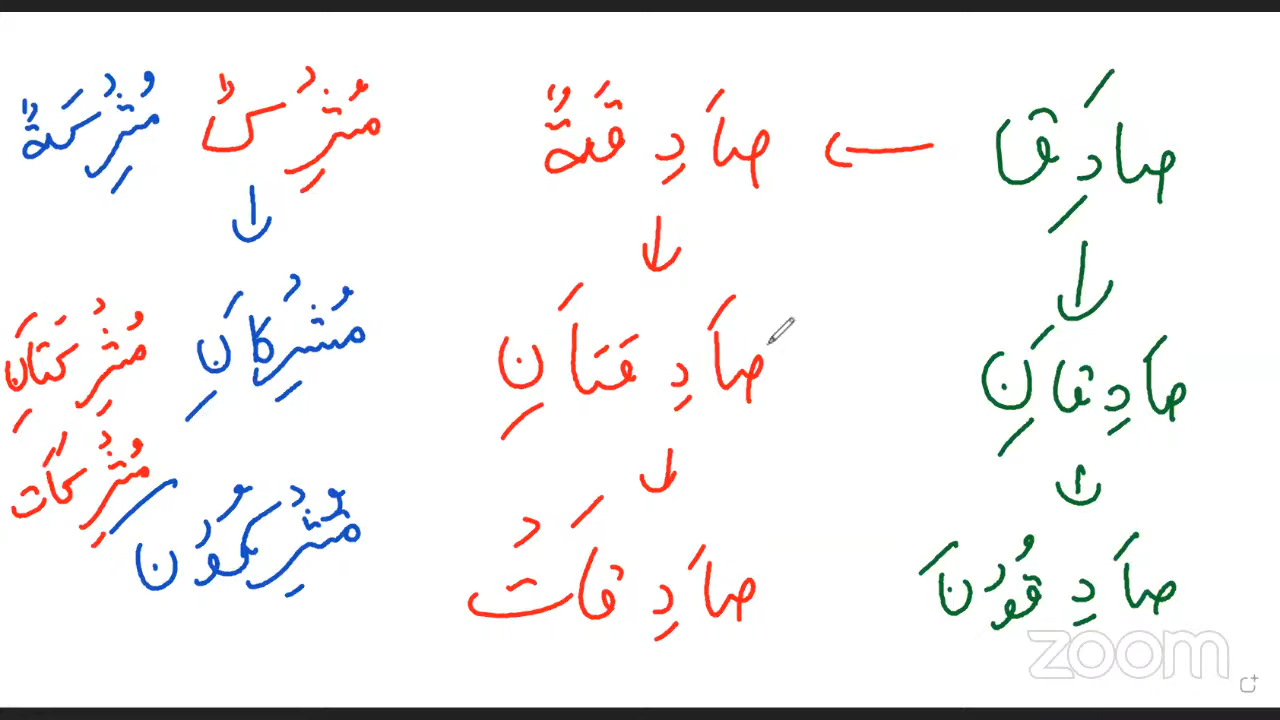 صَادِقَا صَادِقَةٌ مُشْرِكٌ مُشْرِكَةٌ
صَادِقَانِ صَادِقَتَانِ مُشْرِكَانِ مُشْرِكَتَانِ
مُشْرِكَات
صَادِقُوْنَ صَادِقَاتْ مُشْرِكُوْنَ
zoom